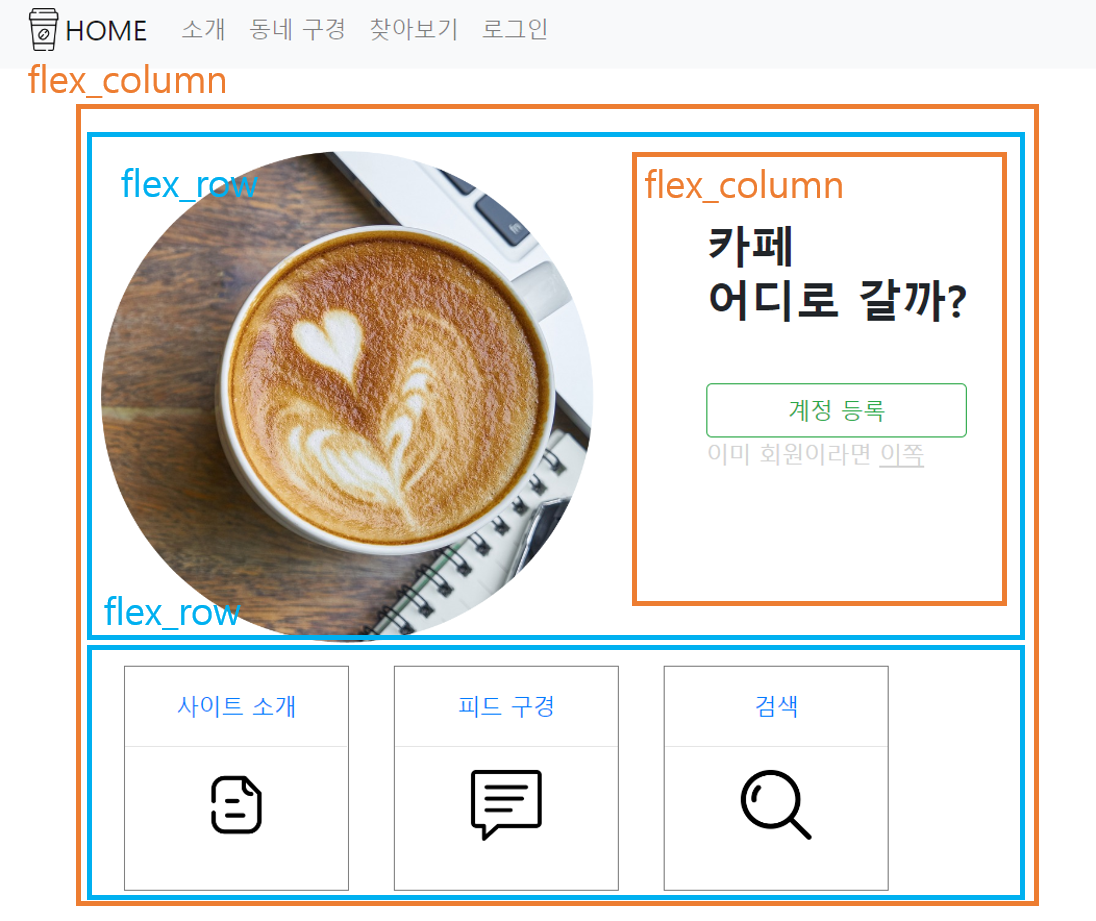 HOME 소개 동네 구경 찾아보기 로그인
flex_column
flex_row
flex_column
카페
어디로 갈까?
계정 등록
이미 회원이라면 이쪽
fn
flex_row
사이트 소개 피드 구경 검색